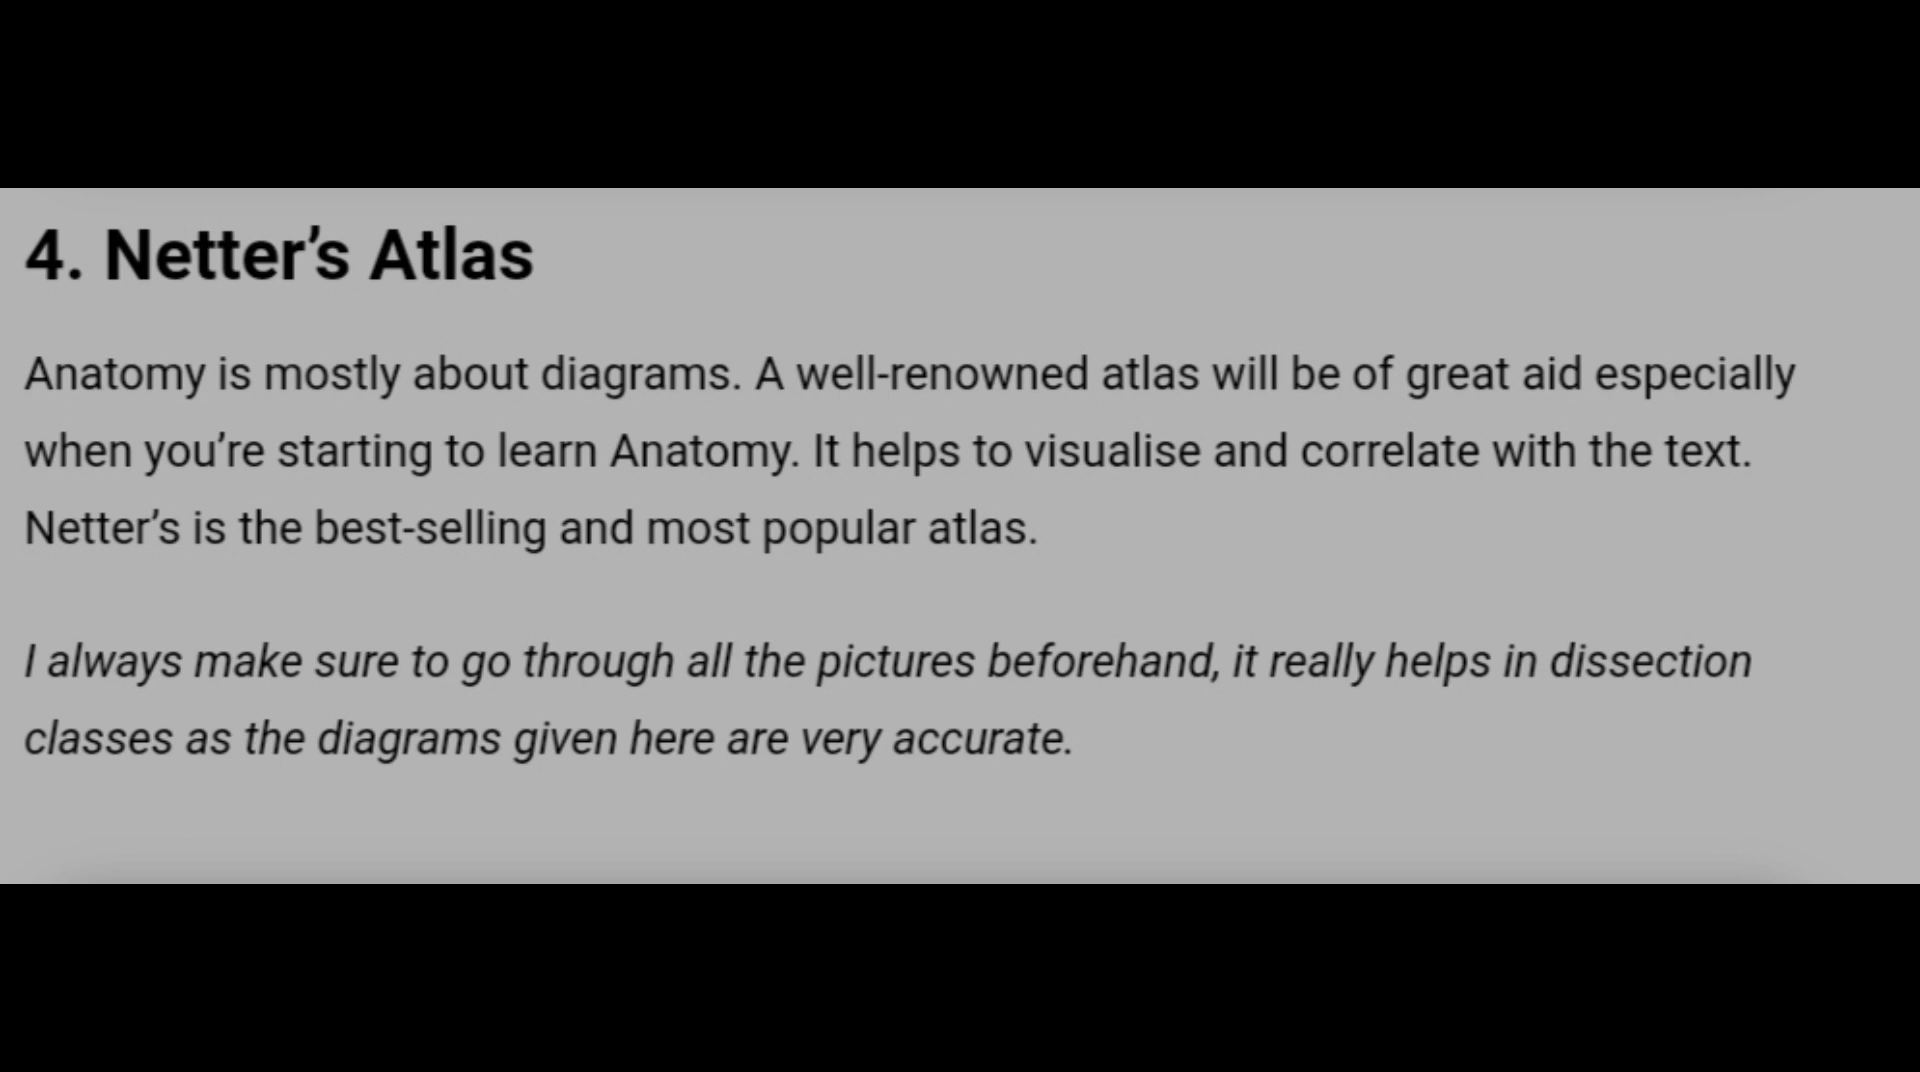 4. Netter’s Atlas
Anatomy is mostly about diagrams. A well-renowned atlas will be of great aid especially
when you’re starting to learn Anatomy. It helps to visualise and correlate with the text.
Netter’s is the best-selling and most popular atlas.
I always make sure to go through all the pictures beforehand, it really helps in dissection
classes as the diagrams given here are very accurate.